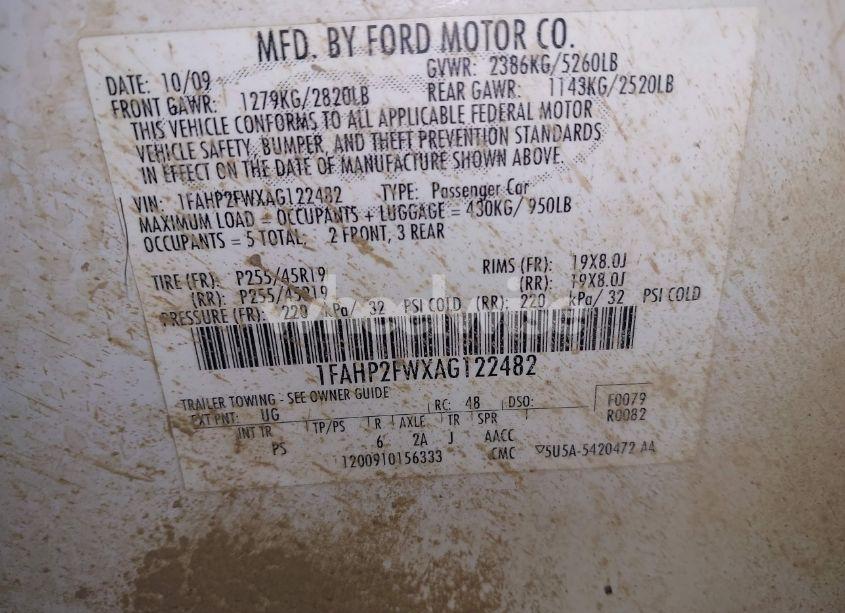 MFD. BY FORD MOTOR CO.
DATE: 10/09 GVWR: 2386KG/5260LB
FRONT GAWR: 1279KG/2820LB REAR GAWR: 1143KG/2520LB
THIS VEHICLE CONFORMS TO ALL APPLICABLE FEDERAL MOTOR
VEHICLE SAFETY, BUMPER, AND THEFT PREVENTION STANDARDS
IN EFFECT ON THE DATE OF MANUFACTURE SHOWN ABOVE.
VIN: 1FAHP2FWXAG122482 TYPE: Passenger Car
MAXIMUM LOAD = OCCUPANTS + LUGGAGE = 430KG/ 950LB
OCCUPANTS = 5 TOTAL, 2 FRONT, 3 REAR
TIRE (FR): P255/45R19 RIMS (FR): 19X8.0J
(RR): P255/45R19 (RR): 19X8.0J
PRESSURE (FR): 220 kPa/ 32 PSI COLD (RR): 220 kPa/ 32 PSI COLD
1FAHP2FWXAG122482
TRAILER TOWING - SEE OWNER GUIDE
EXT PNT: UG RC: 48 DSO: F0079
R0082
INT TR TP/PS R AXLE TR SPR
PS 6 2A J AACC
1200910156333 CMC 5U5A-5420472 AA